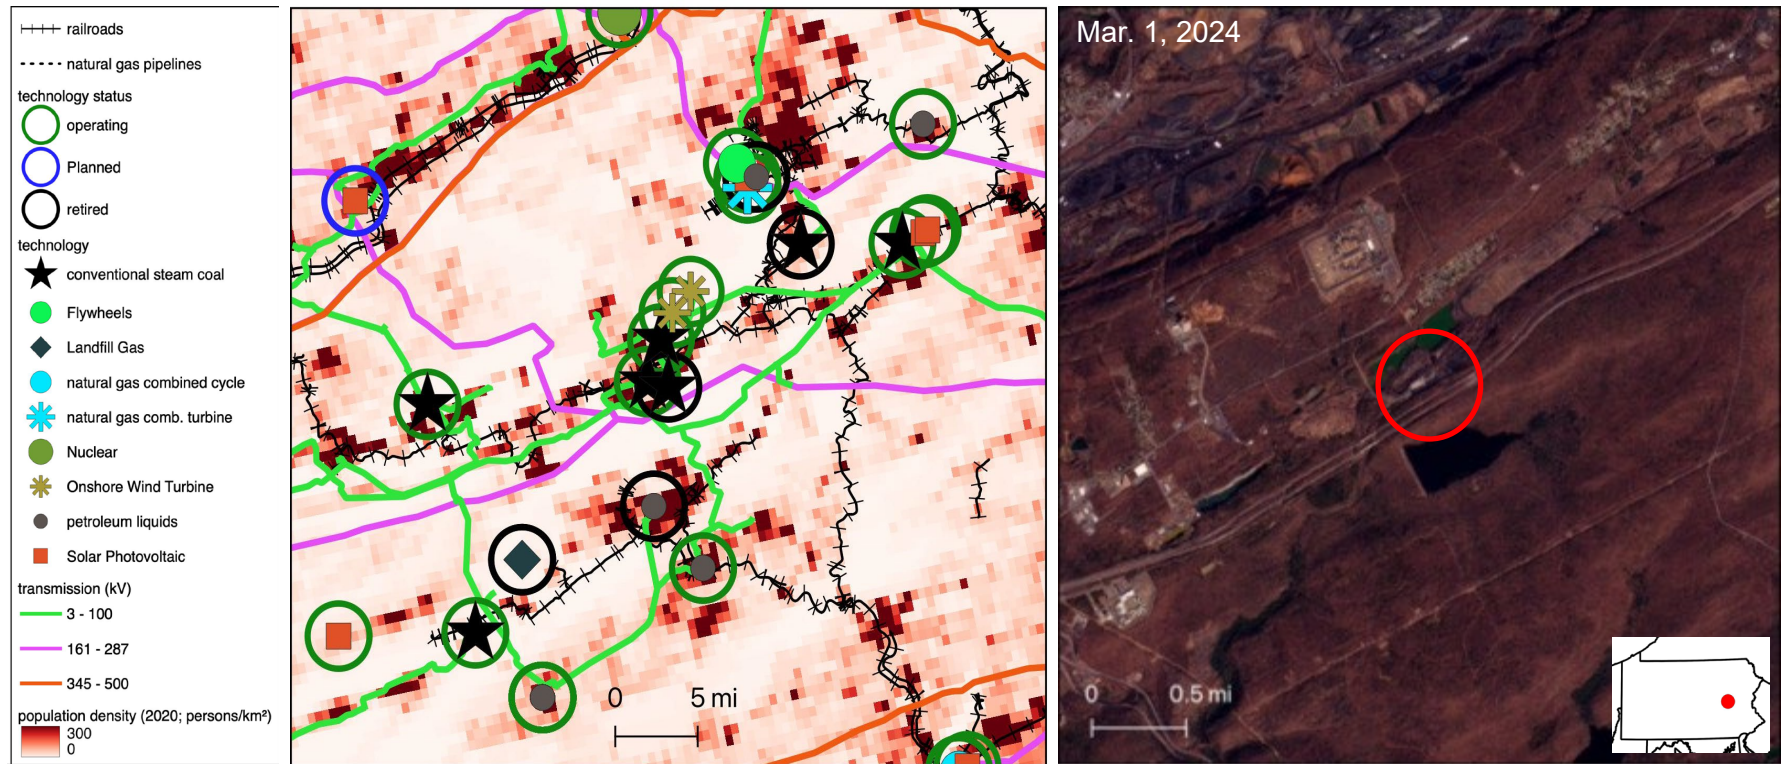 railroads
natural gas pipelines
technology status
operating
Planned
retired
technology
conventional steam coal
Flywheels
Landfill Gas
natural gas combined cycle
natural gas comb. turbine
Nuclear
Onshore Wind Turbine
petroleum liquids
Solar Photovoltaic
transmission (kV)
3 - 100
161 - 287
345 - 500
population density (2020; persons/km²)
300
0
0 5 mi
Mar. 1, 2024
0 0.5 mi